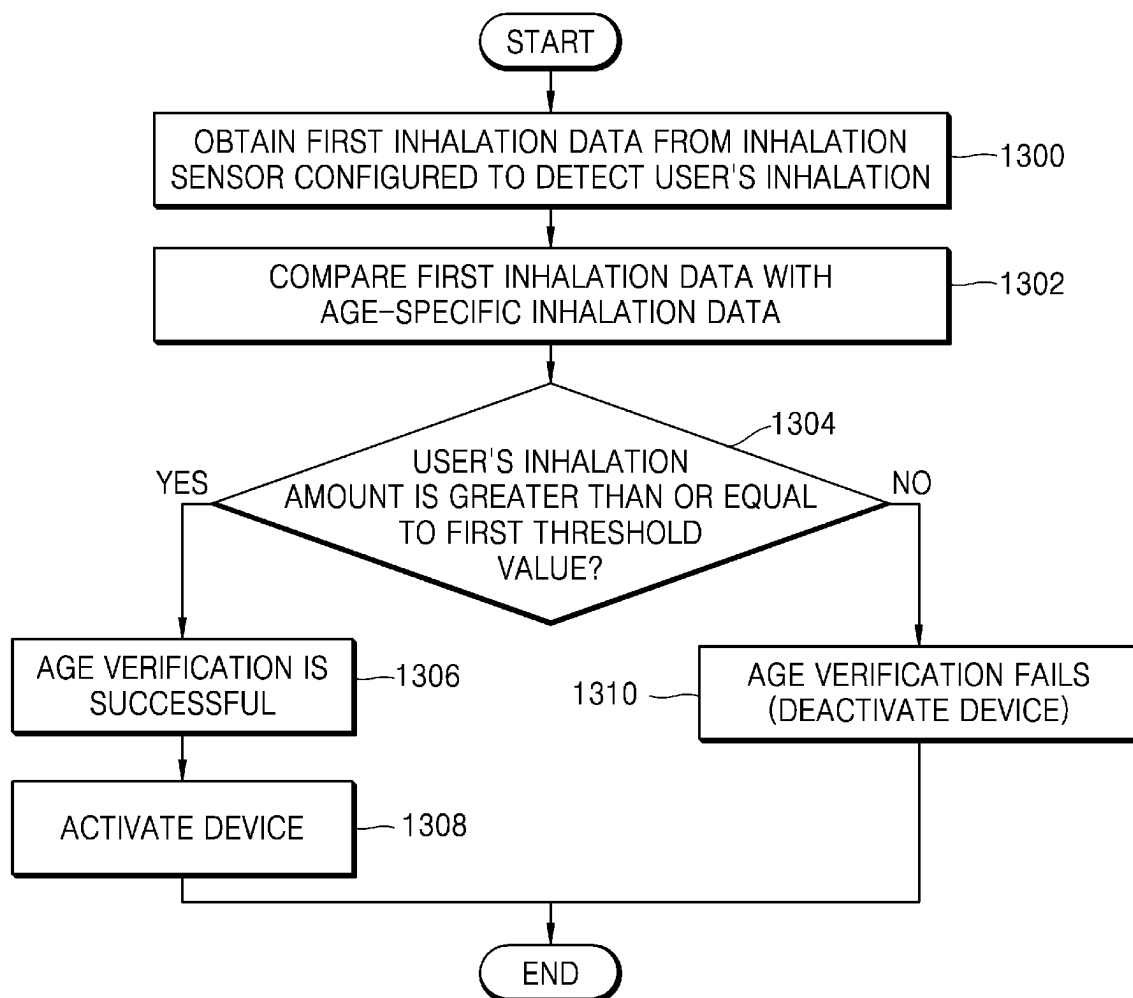 START
OBTAIN FIRST INHALATION DATA FROM INHALATION
SENSOR CONFIGURED TO DETECT USER'S INHALATION
1300
COMPARE FIRST INHALATION DATA WITH
AGE-SPECIFIC INHALATION DATA
1302
1304
USER'S INHALATION
AMOUNT IS GREATER THAN OR EQUAL
TO FIRST THRESHOLD
VALUE?
YES
NO
AGE VERIFICATION IS
SUCCESSFUL
1306
1310
AGE VERIFICATION FAILS
(DEACTIVATE DEVICE)
ACTIVATE DEVICE
1308
END